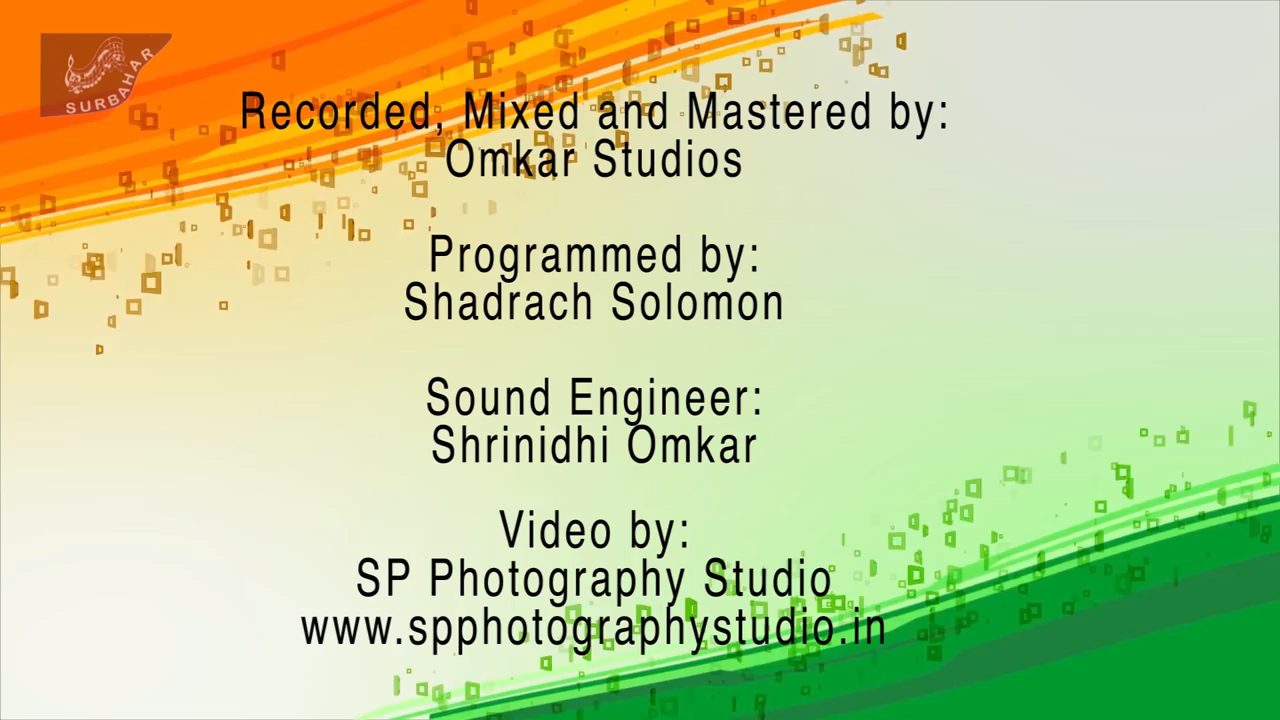 SURBAHAR
Recorded, Mixed and Mastered by:
Omkar Studios
Programmed by:
Shadrach Solomon
Sound Engineer:
Shrinidhi Omkar
Video by:
SP Photography Studio
www.spphotographystudio.in